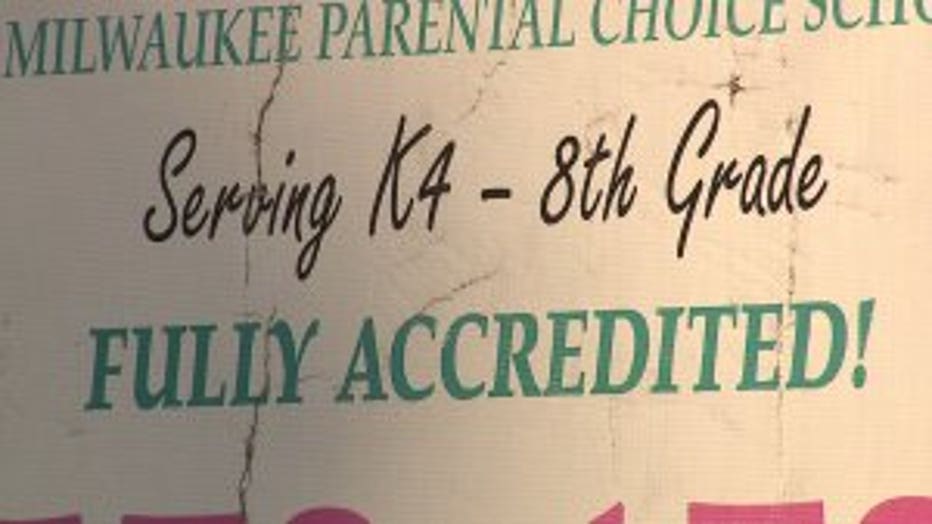 MILWAUKEE PARENTAL CHOICE
Serving K4 - 8th Grade
FULLY ACCREDITED!